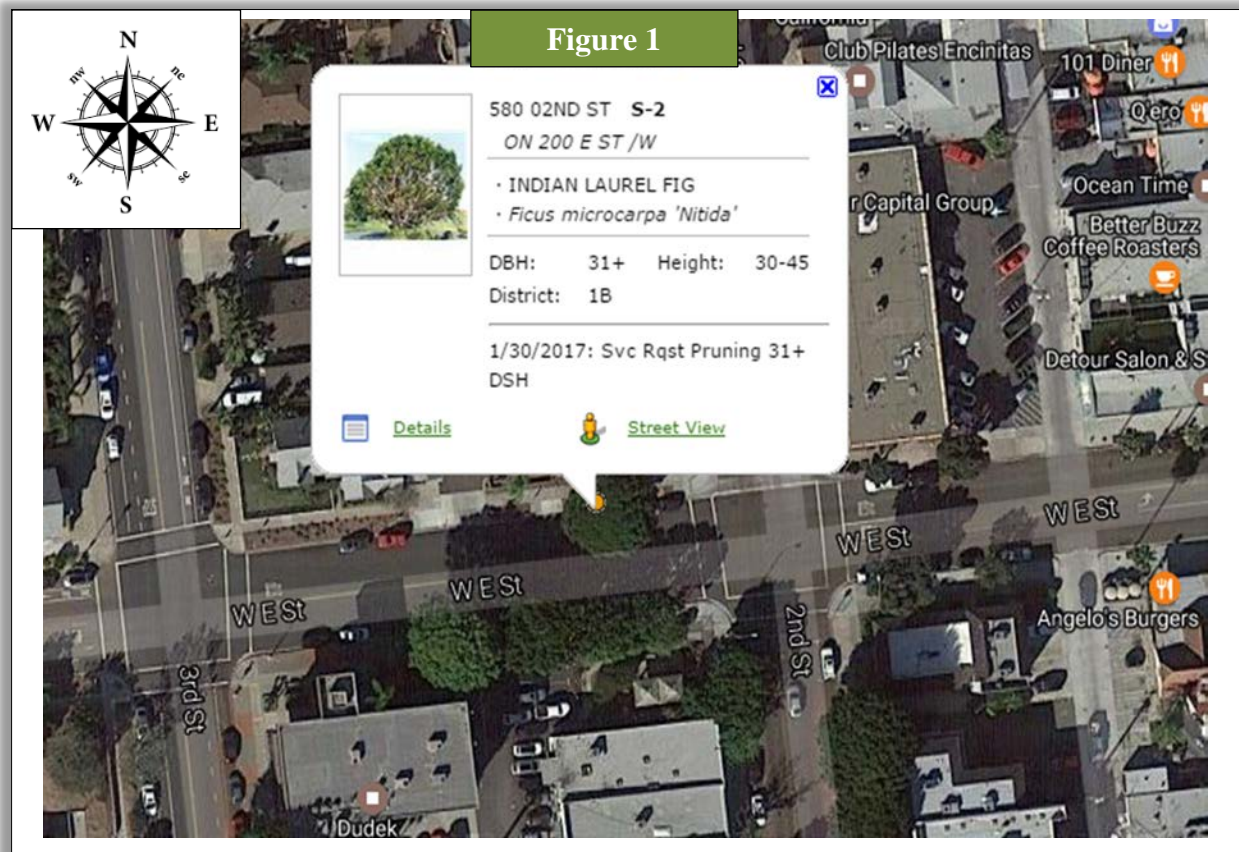 Figure 1
N
nw
ne
W
E
sw
se
S
California
Club Pilates Encinitas
101 Diner
Q'ero
580 02ND ST S-2
ON 200 E ST /W
· INDIAN LAUREL FIG
· Ficus microcarpa 'Nitida'
DBH: 31+ Height: 30-45
District: 1B
1/30/2017: Svc Rqst Pruning 31+
DSH
Details
Street View
Ocean Time
r Capital Group
Better Buzz
Coffee Roasters
Detour Salon & S
W E St
W E St
W E St
W E St
3rd St
2nd St
Angelo's Burgers
Dudek